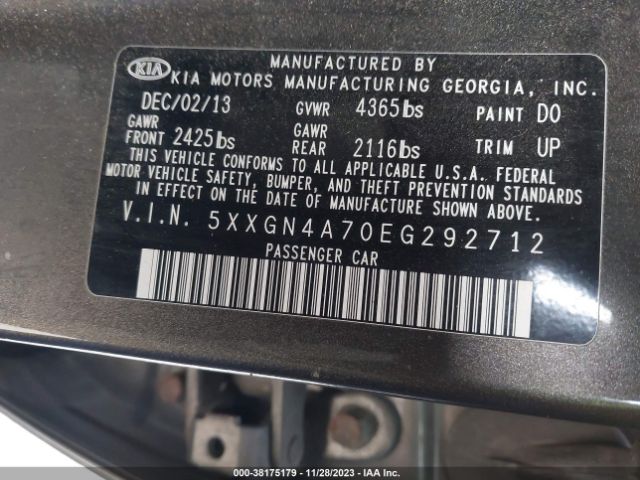 MANUFACTURED BY
KIA KIA MOTORS MANUFACTURING GEORGIA, INC.
DEC/02/13 GVWR 4365lbs PAINT DO
GAWR GAWR
FRONT 2425lbs REAR 2116lbs TRIM UP
THIS VEHICLE CONFORMS TO ALL APPLICABLE U.S.A. FEDERAL
MOTOR VEHICLE SAFETY, BUMPER, AND THEFT PREVENTION STANDARDS
IN EFFECT ON THE DATE OF MANUFACTURE SHOWN ABOVE.
V.I.N. 5XXGN4A70EG292712
PASSENGER CAR
000-38175179 - 11/28/2023 - IAA Inc.